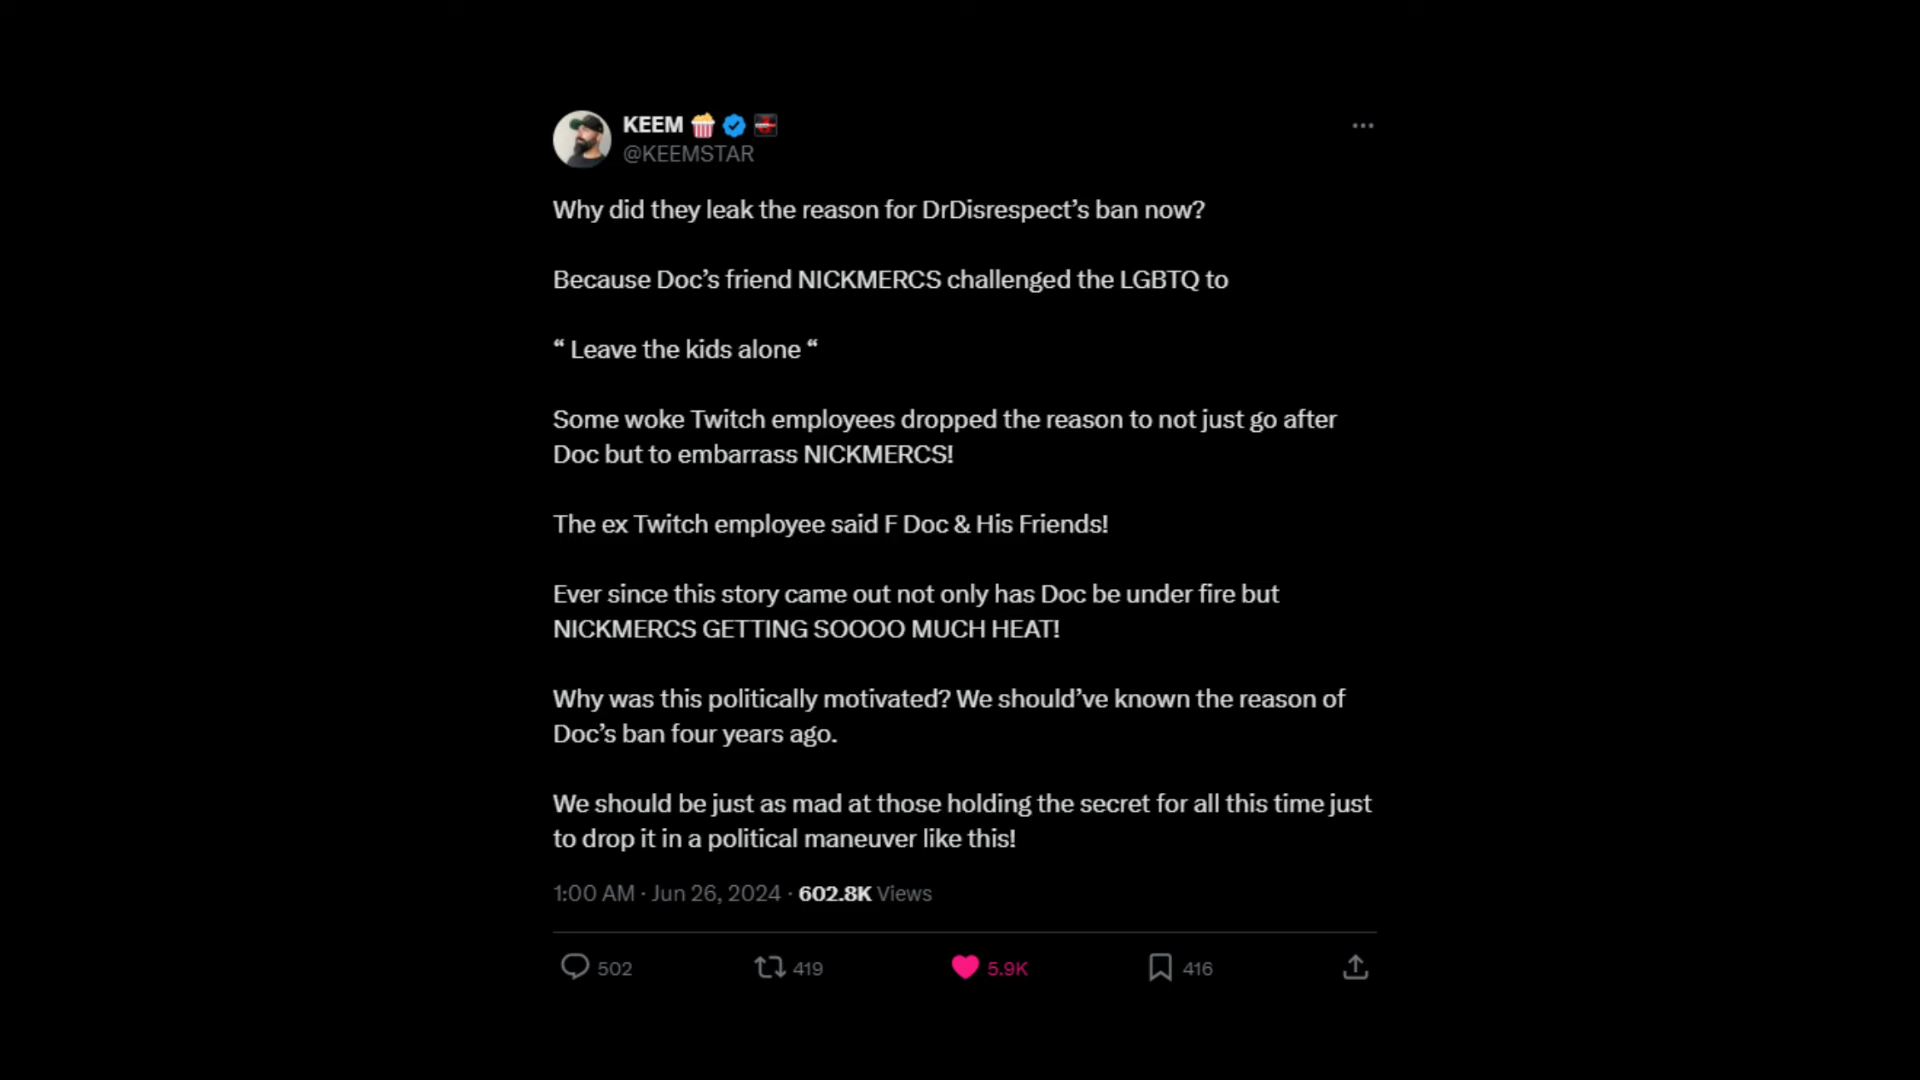 KEEM
@KEEMSTAR
Why did they leak the reason for DrDisrespect’s ban now?
Because Doc’s friend NICKMERCS challenged the LGBTQ to
“ Leave the kids alone “
Some woke Twitch employees dropped the reason to not just go after
Doc but to embarrass NICKMERCS!
The ex Twitch employee said F Doc & His Friends!
Ever since this story came out not only has Doc be under fire but
NICKMERCS GETTING SOOOO MUCH HEAT!
Why was this politically motivated? We should’ve known the reason of
Doc’s ban four years ago.
We should be just as mad at those holding the secret for all this time just
to drop it in a political maneuver like this!
1:00 AM · Jun 26, 2024 · 602.8K Views
502 419 5.9K 416